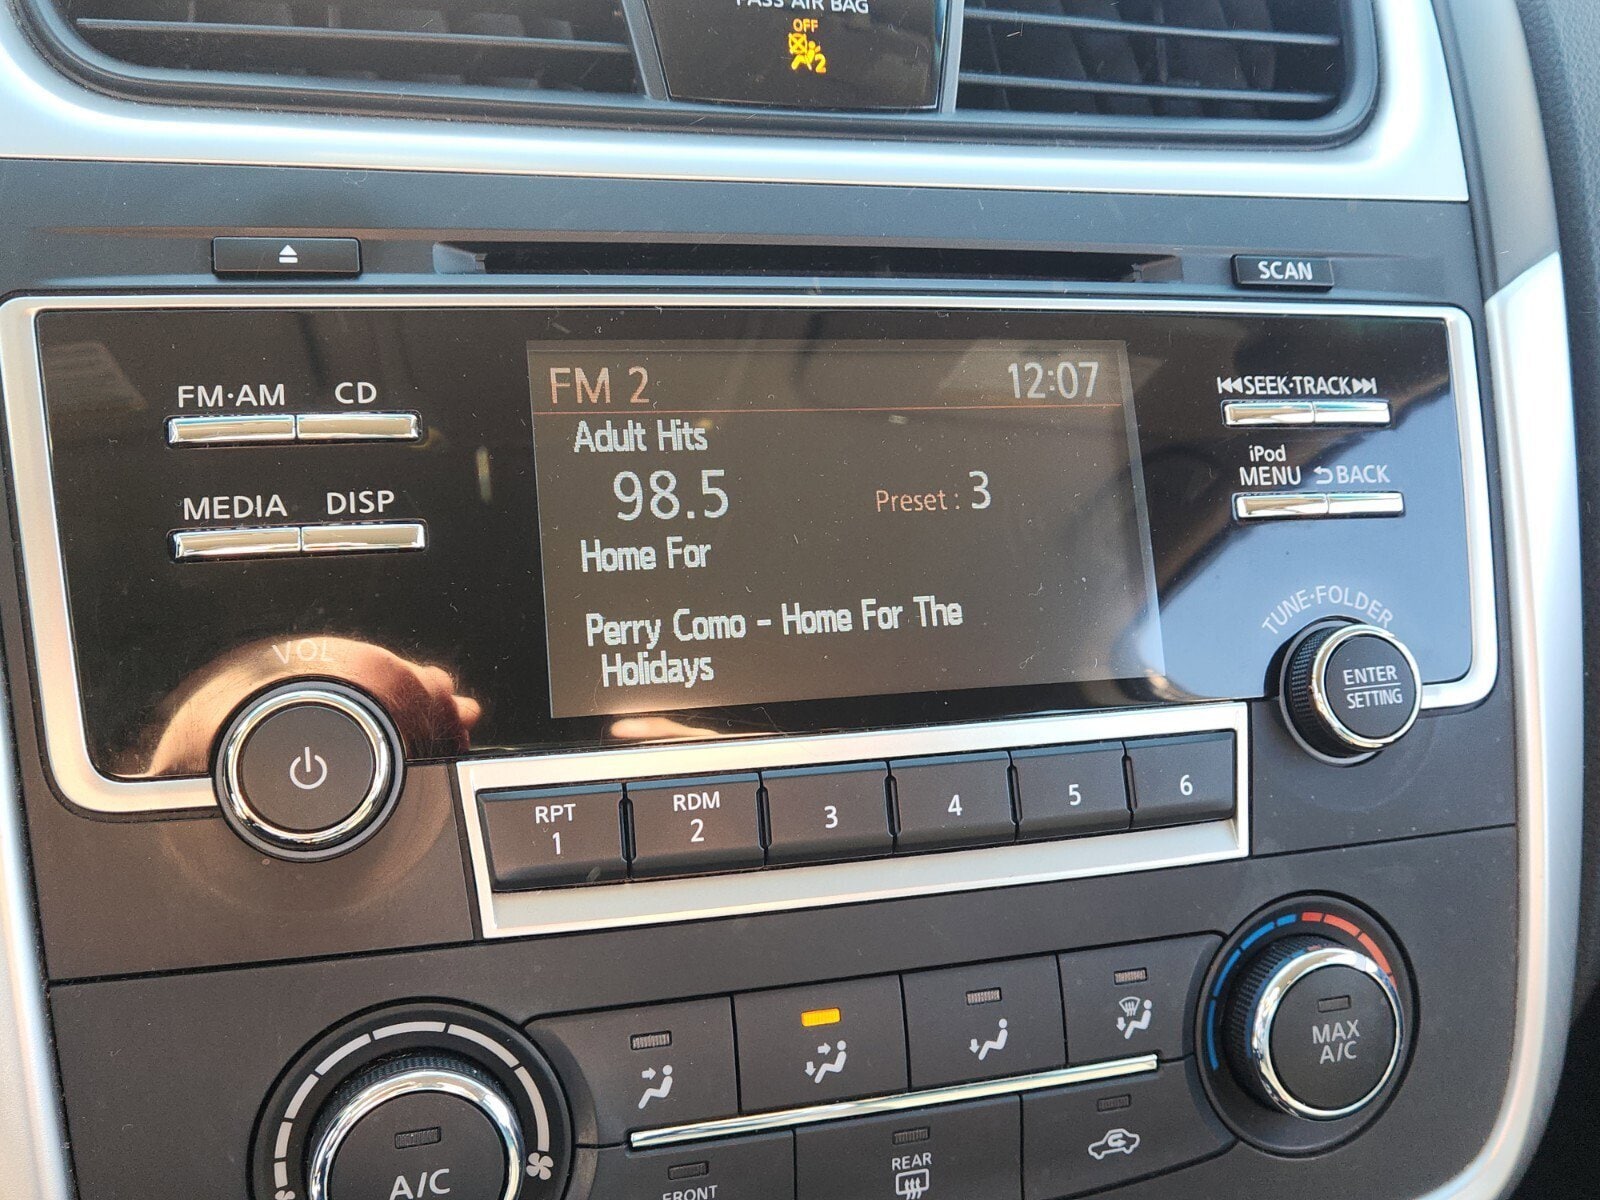 PASS AIR BAG
OFF
2
SCAN
FM·AM CD
MEDIA DISP
VOL
FM 2 12:07
Adult Hits
98.5 Preset : 3
Home For
Perry Como - Home For The
Holidays
SEEK·TRACK
iPod
MENU BACK
TUNE·FOLDER
ENTER
SETTING
RPT
1
RDM
2
3
4
5
6
MAX
A/C
A/C
FRONT
REAR